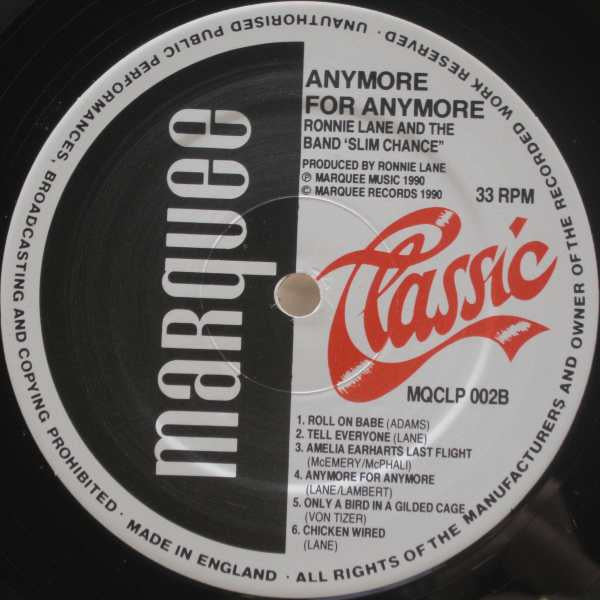 ANYMORE
FOR ANYMORE
RONNIE LANE AND THE
BAND ‘SLIM CHANCE”
PRODUCED BY RONNIE LANE
℗ MARQUEE MUSIC 1990
© MARQUEE RECORDS 1990
33 RPM
marquee
Classic
MQCLP 002B
1. ROLL ON BABE (ADAMS)
2. TELL EVERYONE (LANE)
3. AMELIA EARHARTS LAST FLIGHT
(McEMERY/McPHALI)
4. ANYMORE FOR ANYMORE
(LANE/LAMBERT)
5. ONLY A BIRD IN A GILDED CAGE
(VON TIZER)
6. CHICKEN WIRED
(LANE)
MADE IN ENGLAND · ALL RIGHTS OF THE MANUFACTURERS AND OWNER OF THE RECORDED WORK RESERVED · UNAUTHORISED PUBLIC PERFORMANCES, BROADCASTING AND COPYING PROHIBITED ·